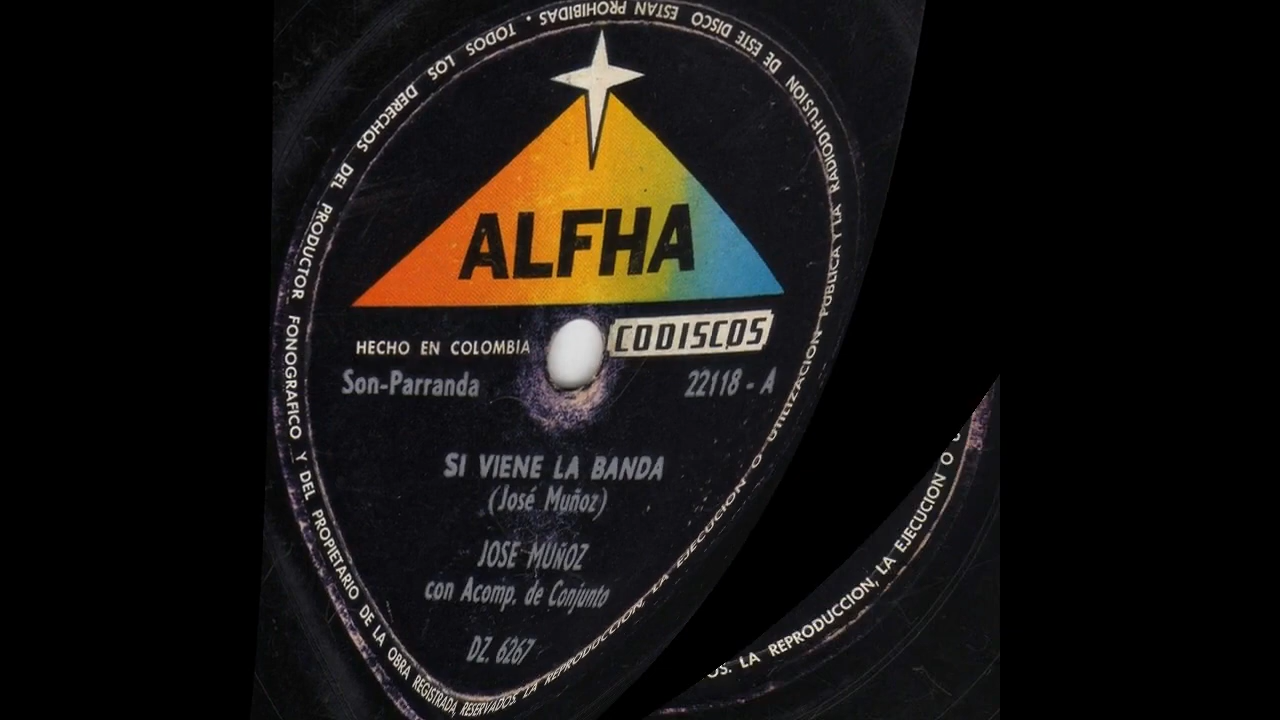 ALFHA
HECHO EN COLOMBIA
CODISCOS
Son-Parranda
22118 - A
SI VIENE LA BANDA
(José Muñoz)
JOSE MUÑOZ
con Acomp. de Conjunto
DZ. 6267
TODOS LOS DERECHOS DEL PRODUCTOR FONOGRAFICO Y DEL PROPIETARIO DE LA OBRA REGISTRADA, RESERVADOS. LA REPRODUCCION, LA EJECUCION O UTILIZACION PUBLICA Y LA RADIODIFUSION DE ESTE DISCO ESTAN PROHIBIDAS.
OS. LA REPRODUCCION, LA EJECUCION O